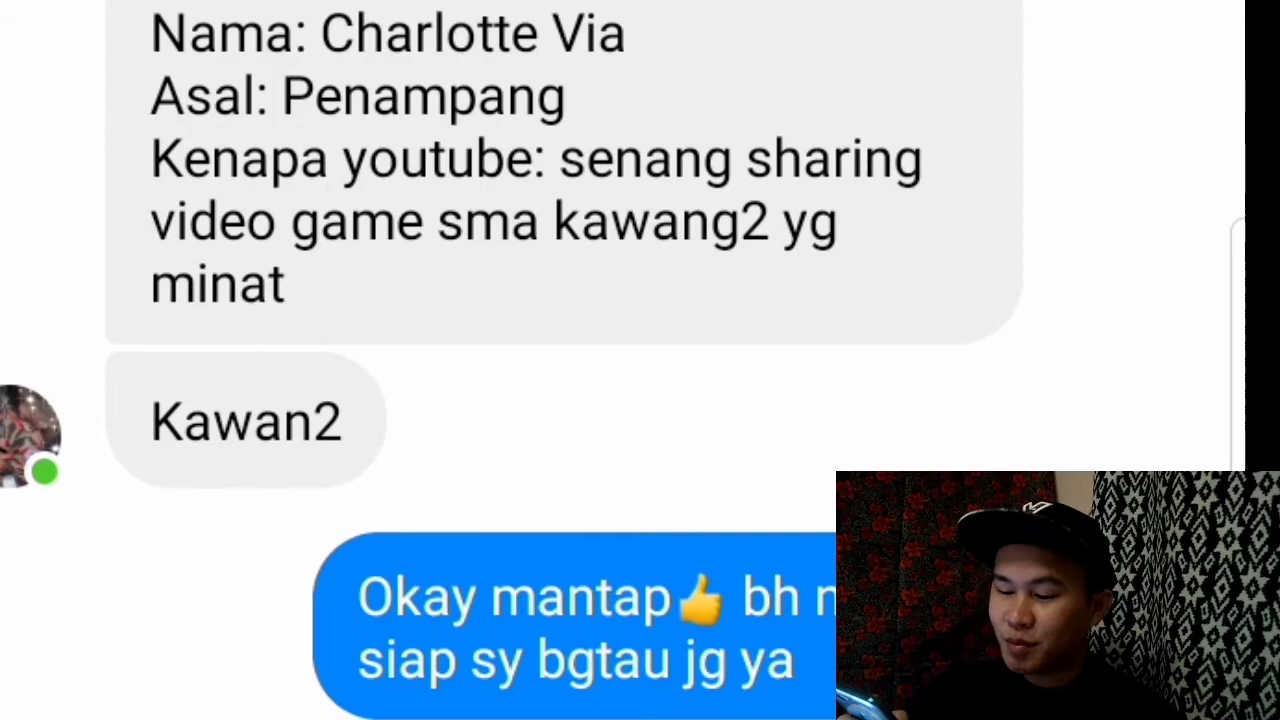 Nama: Charlotte Via
Asal: Penampang
Kenapa youtube: senang sharing
video game sma kawang2 yg
minat
Kawan2
Okay mantap👍 bh
siap sy bgtau jg ya